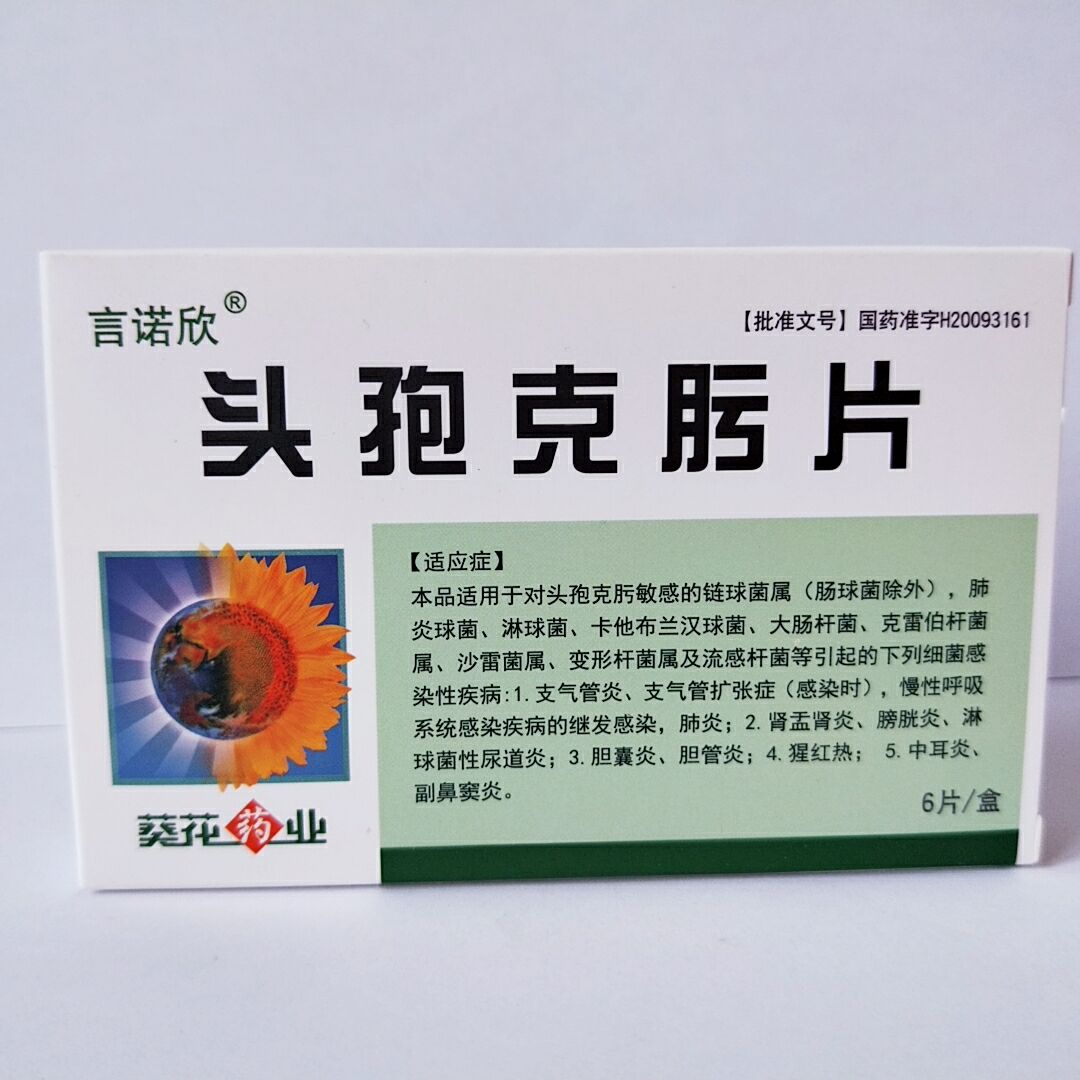 言诺欣®
【批准文号】国药准字H20093161
头孢克肟片
【适应症】
本品适用于对头孢克肟敏感的链球菌属（肠球菌除外），肺
炎球菌、淋球菌、卡他布兰汉球菌、大肠杆菌、克雷伯杆菌
属、沙雷菌属、变形杆菌属及流感杆菌等引起的下列细菌感
染性疾病:1.支气管炎、支气管扩张症（感染时），慢性呼吸
系统感染疾病的继发感染，肺炎；2.肾盂肾炎、膀胱炎、淋
球菌性尿道炎；3.胆囊炎、胆管炎；4.猩红热； 5.中耳炎、
副鼻窦炎。
6片/盒
葵花药业